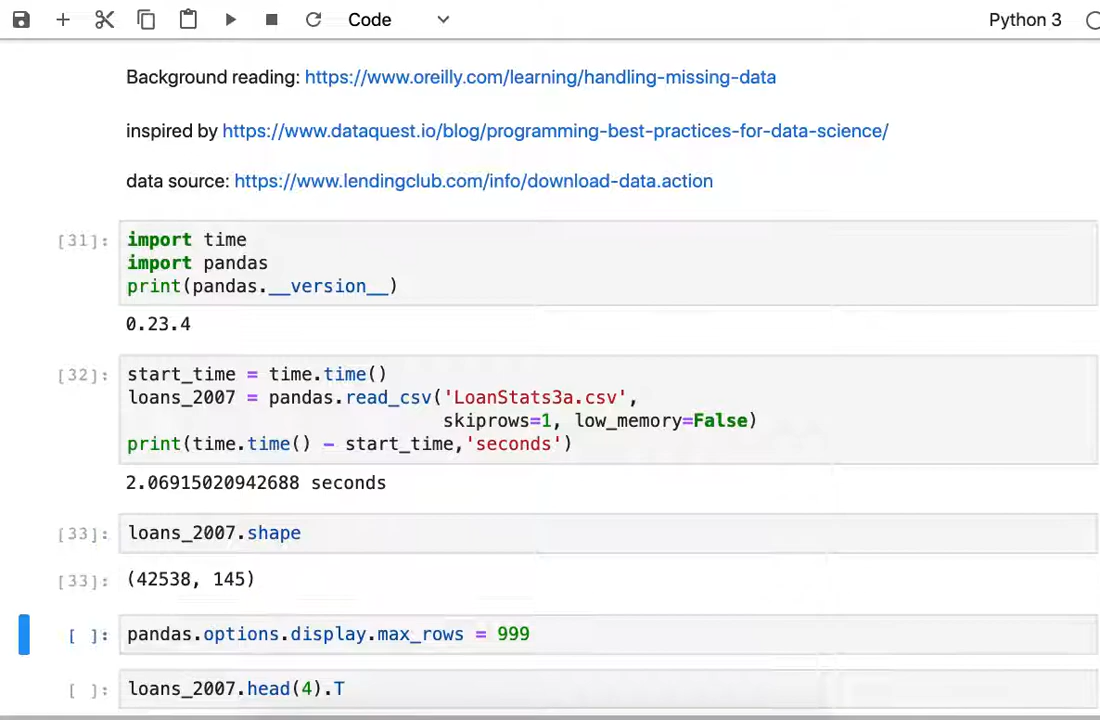 Code
Python 3
Background reading: https://www.oreilly.com/learning/handling-missing-data
inspired by https://www.dataquest.io/blog/programming-best-practices-for-data-science/
data source: https://www.lendingclub.com/info/download-data.action
[31]: import time
import pandas
print(pandas.__version__)
0.23.4
[32]: start_time = time.time()
loans_2007 = pandas.read_csv('LoanStats3a.csv',
skiprows=1, low_memory=False)
print(time.time() - start_time,'seconds')
2.06915020942688 seconds
[33]: loans_2007.shape
[33]: (42538, 145)
[ ]: pandas.options.display.max_rows = 999
[ ]: loans_2007.head(4).T